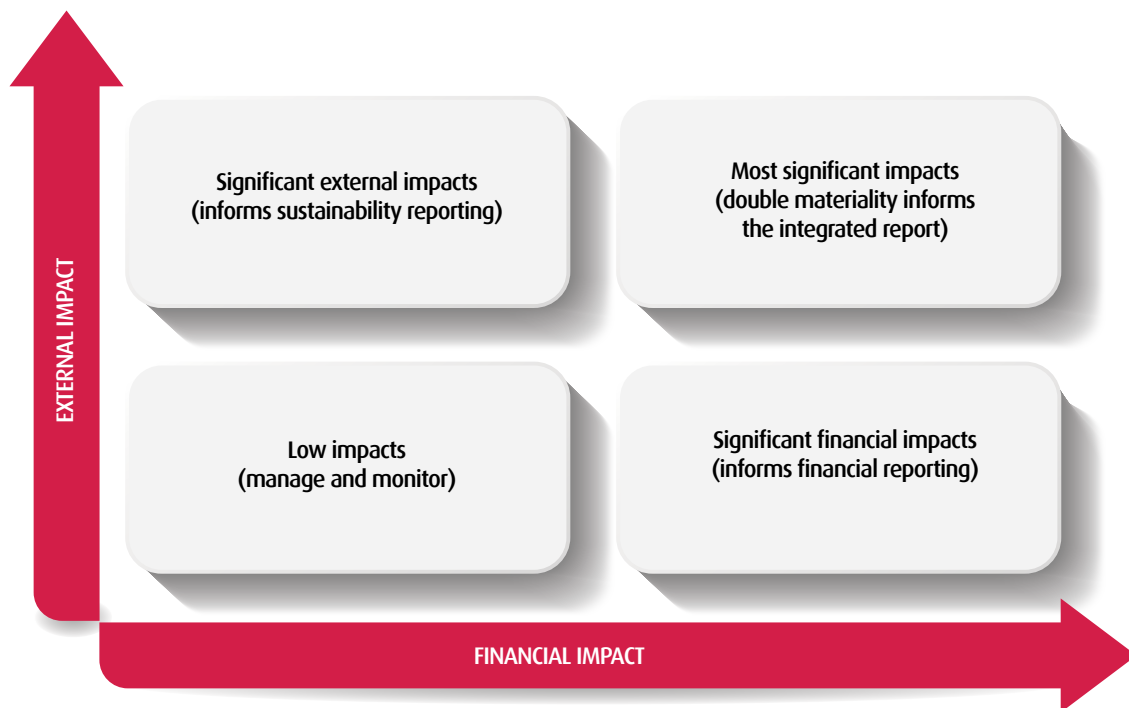 EXTERNAL IMPACT
Significant external impacts
(informs sustainability reporting)
Most significant impacts
(double materiality informs
the integrated report)
Low impacts
(manage and monitor)
Significant financial impacts
(informs financial reporting)
FINANCIAL IMPACT